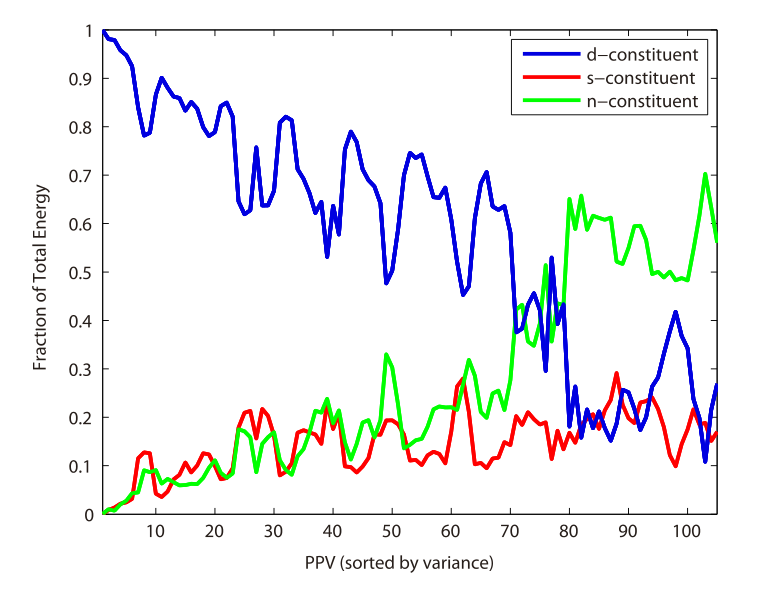 1
0.9
0.8
0.7
0.6
0.5
0.4
0.3
0.2
0.1
0
Fraction of Total Energy
d−constituent
s−constituent
n−constituent
10 20 30 40 50 60 70 80 90 100
PPV (sorted by variance)